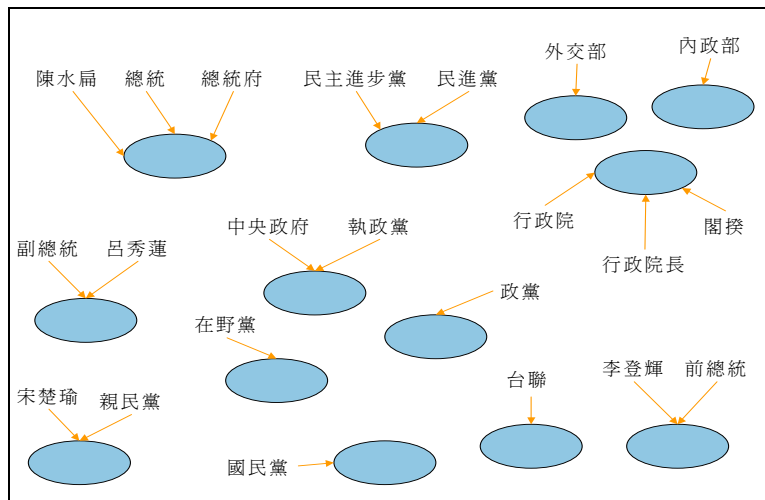 外交部
內政部
陳水扁
總統
總統府
民主進步黨
民進黨
行政院
閣揆
行政院長
中央政府
執政黨
副總統
呂秀蓮
政黨
在野黨
台聯
李登輝
前總統
宋楚瑜
親民黨
國民黨